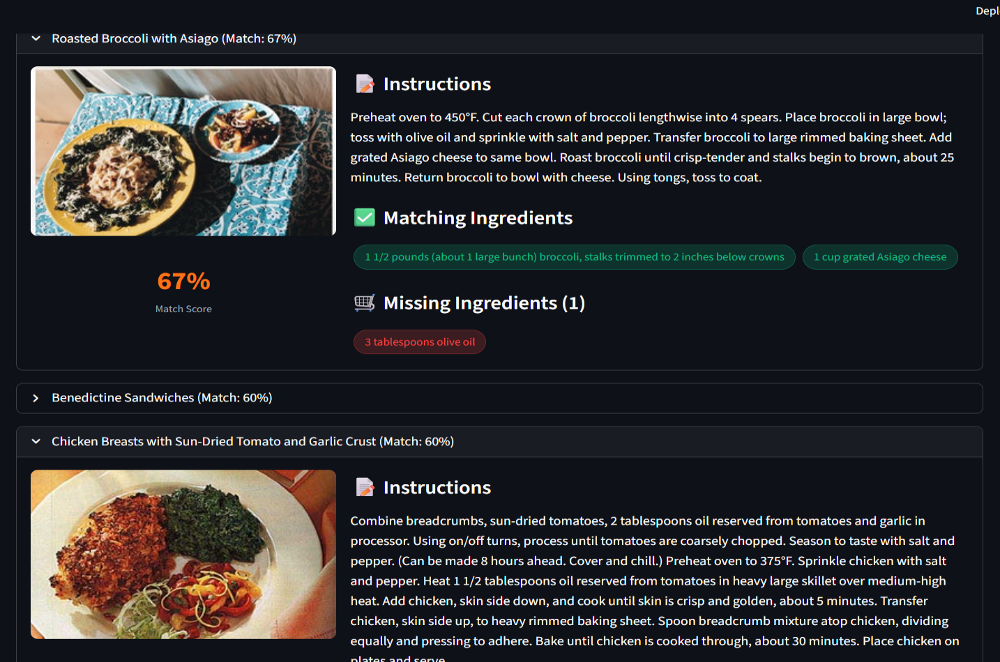 Depl
Roasted Broccoli with Asiago (Match: 67%)
Instructions
Preheat oven to 450°F. Cut each crown of broccoli lengthwise into 4 spears. Place broccoli in large bowl;
toss with olive oil and sprinkle with salt and pepper. Transfer broccoli to large rimmed baking sheet. Add
grated Asiago cheese to same bowl. Roast broccoli until crisp-tender and stalks begin to brown, about 25
minutes. Return broccoli to bowl with cheese. Using tongs, toss to coat.
Matching Ingredients
1 1/2 pounds (about 1 large bunch) broccoli, stalks trimmed to 2 inches below crowns
1 cup grated Asiago cheese
67%
Match Score
Missing Ingredients (1)
3 tablespoons olive oil
Benedictine Sandwiches (Match: 60%)
Chicken Breasts with Sun-Dried Tomato and Garlic Crust (Match: 60%)
Instructions
Combine breadcrumbs, sun-dried tomatoes, 2 tablespoons oil reserved from tomatoes and garlic in
processor. Using on/off turns, process until tomatoes are coarsely chopped. Season to taste with salt and
pepper. (Can be made 8 hours ahead. Cover and chill.) Preheat oven to 375°F. Sprinkle chicken with salt
and pepper. Heat 1 1/2 tablespoons oil reserved from tomatoes in heavy large skillet over medium-high
heat. Add chicken, skin side down, and cook until skin is crisp and golden, about 5 minutes. Transfer
chicken, skin side up, to heavy rimmed baking sheet. Spoon breadcrumb mixture atop chicken, dividing
equally and pressing to adhere. Bake until chicken is cooked through, about 30 minutes. Place chicken on
plates and serve.